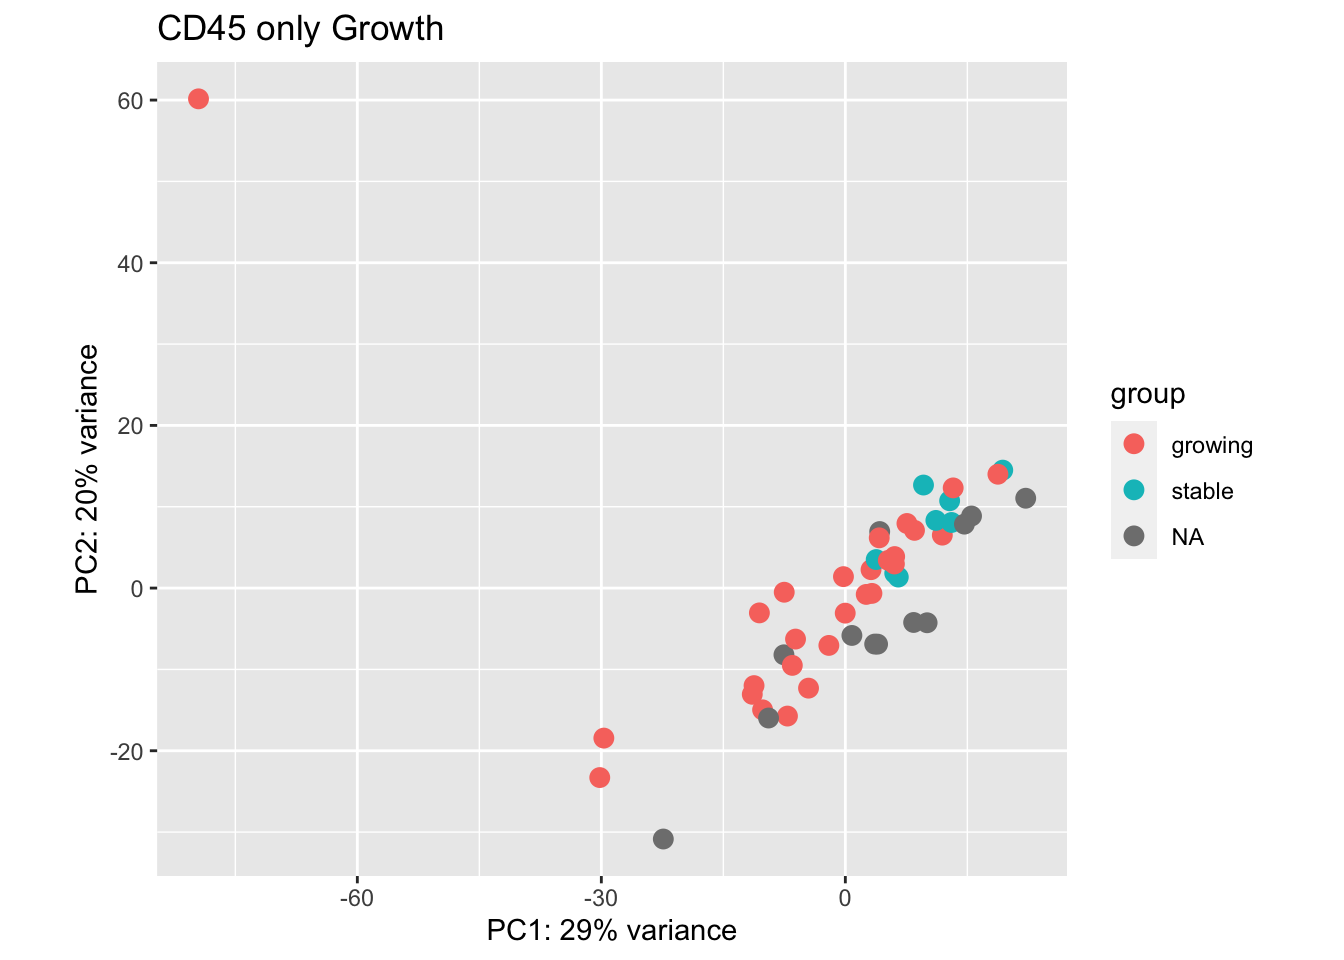 CD45 only Growth
60
40
20
0
-20
-60
-30
0
PC1: 29% variance
PC2: 20% variance
group
growing
stable
NA